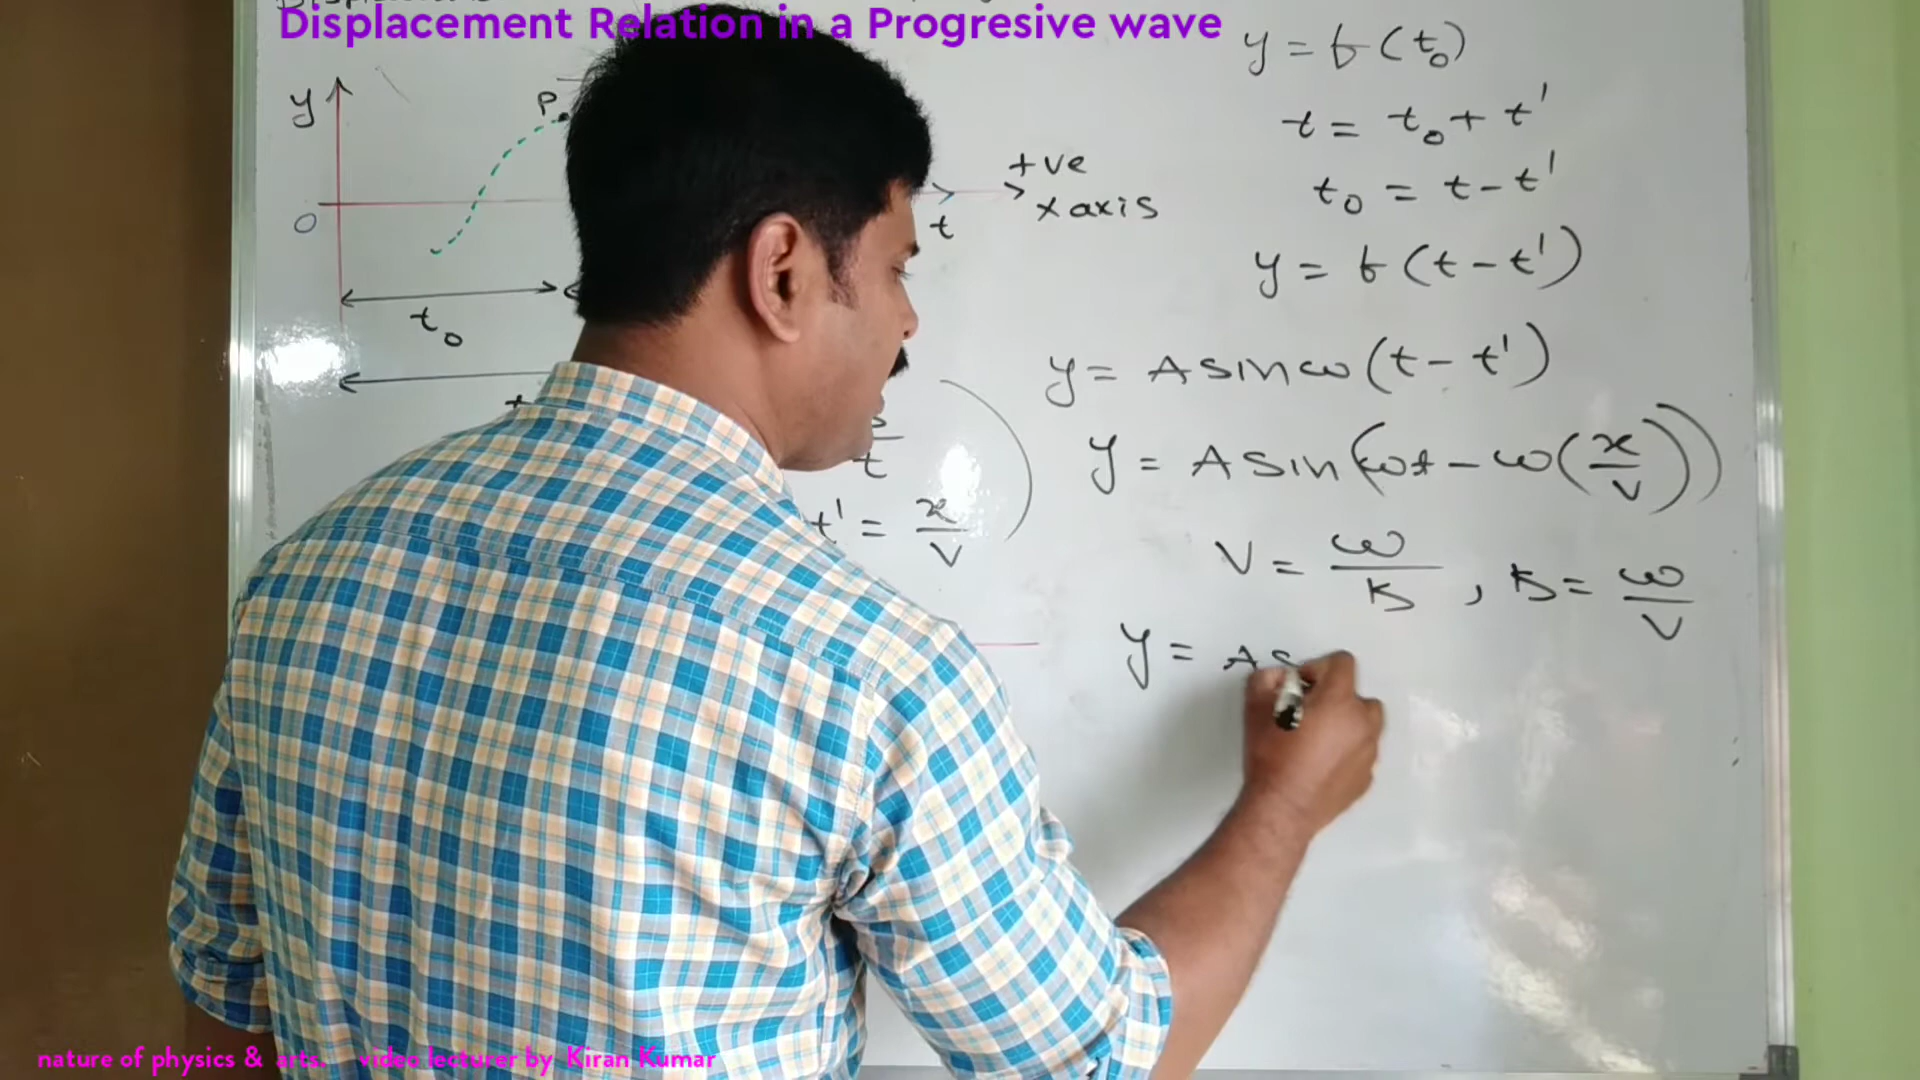 Displacement Relation in a Progresive wave
y
P
O
t₀
+ve
x axis
t
t
t' = x/v
y = f(t₀)
t = t₀ + t'
t₀ = t - t'
y = f(t - t')
y = A sin ω(t - t')
y = A sin(ωt - ω(x/v))
v = ω/k , k = ω/v
y = A S
nature of physics & arts. video lecturer by Kiran Kumar